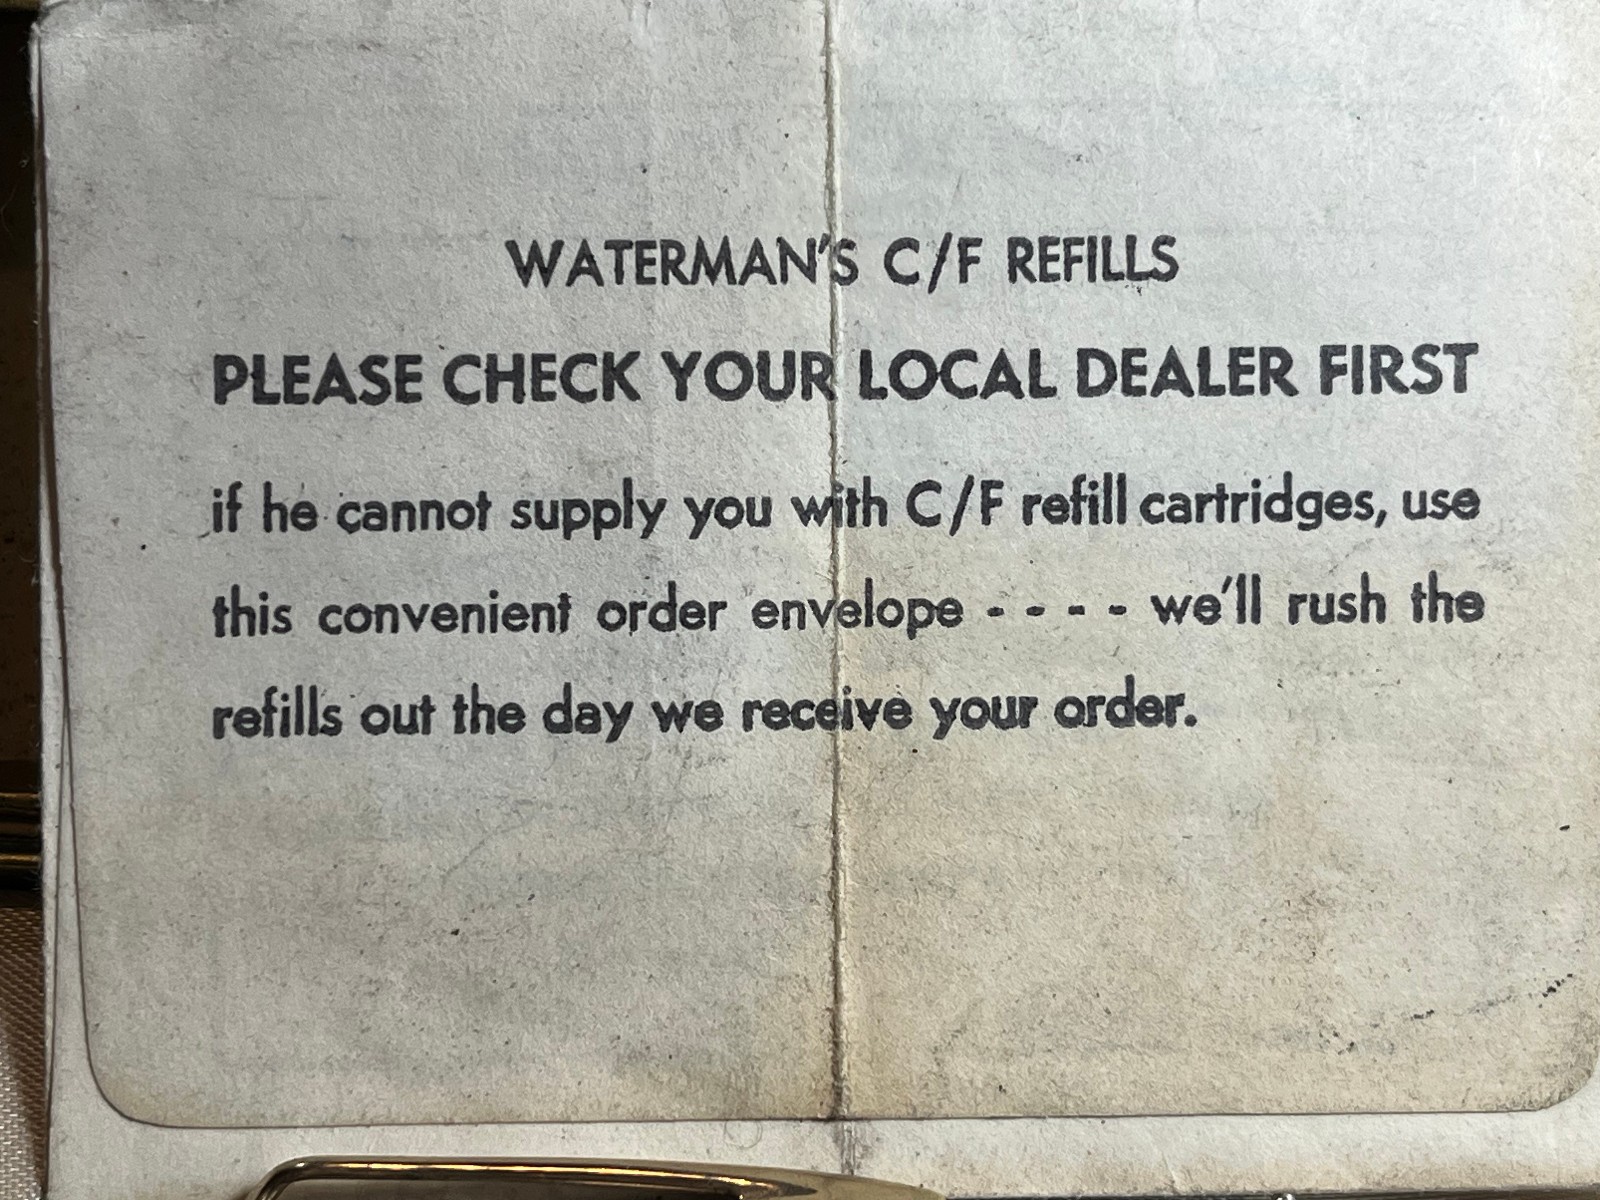 WATERMAN'S C/F REFILLS
PLEASE CHECK YOUR LOCAL DEALER FIRST
if he cannot supply you with C/F refill cartridges, use
this convenient order envelope - - - - we'll rush the
refills out the day we receive your order.